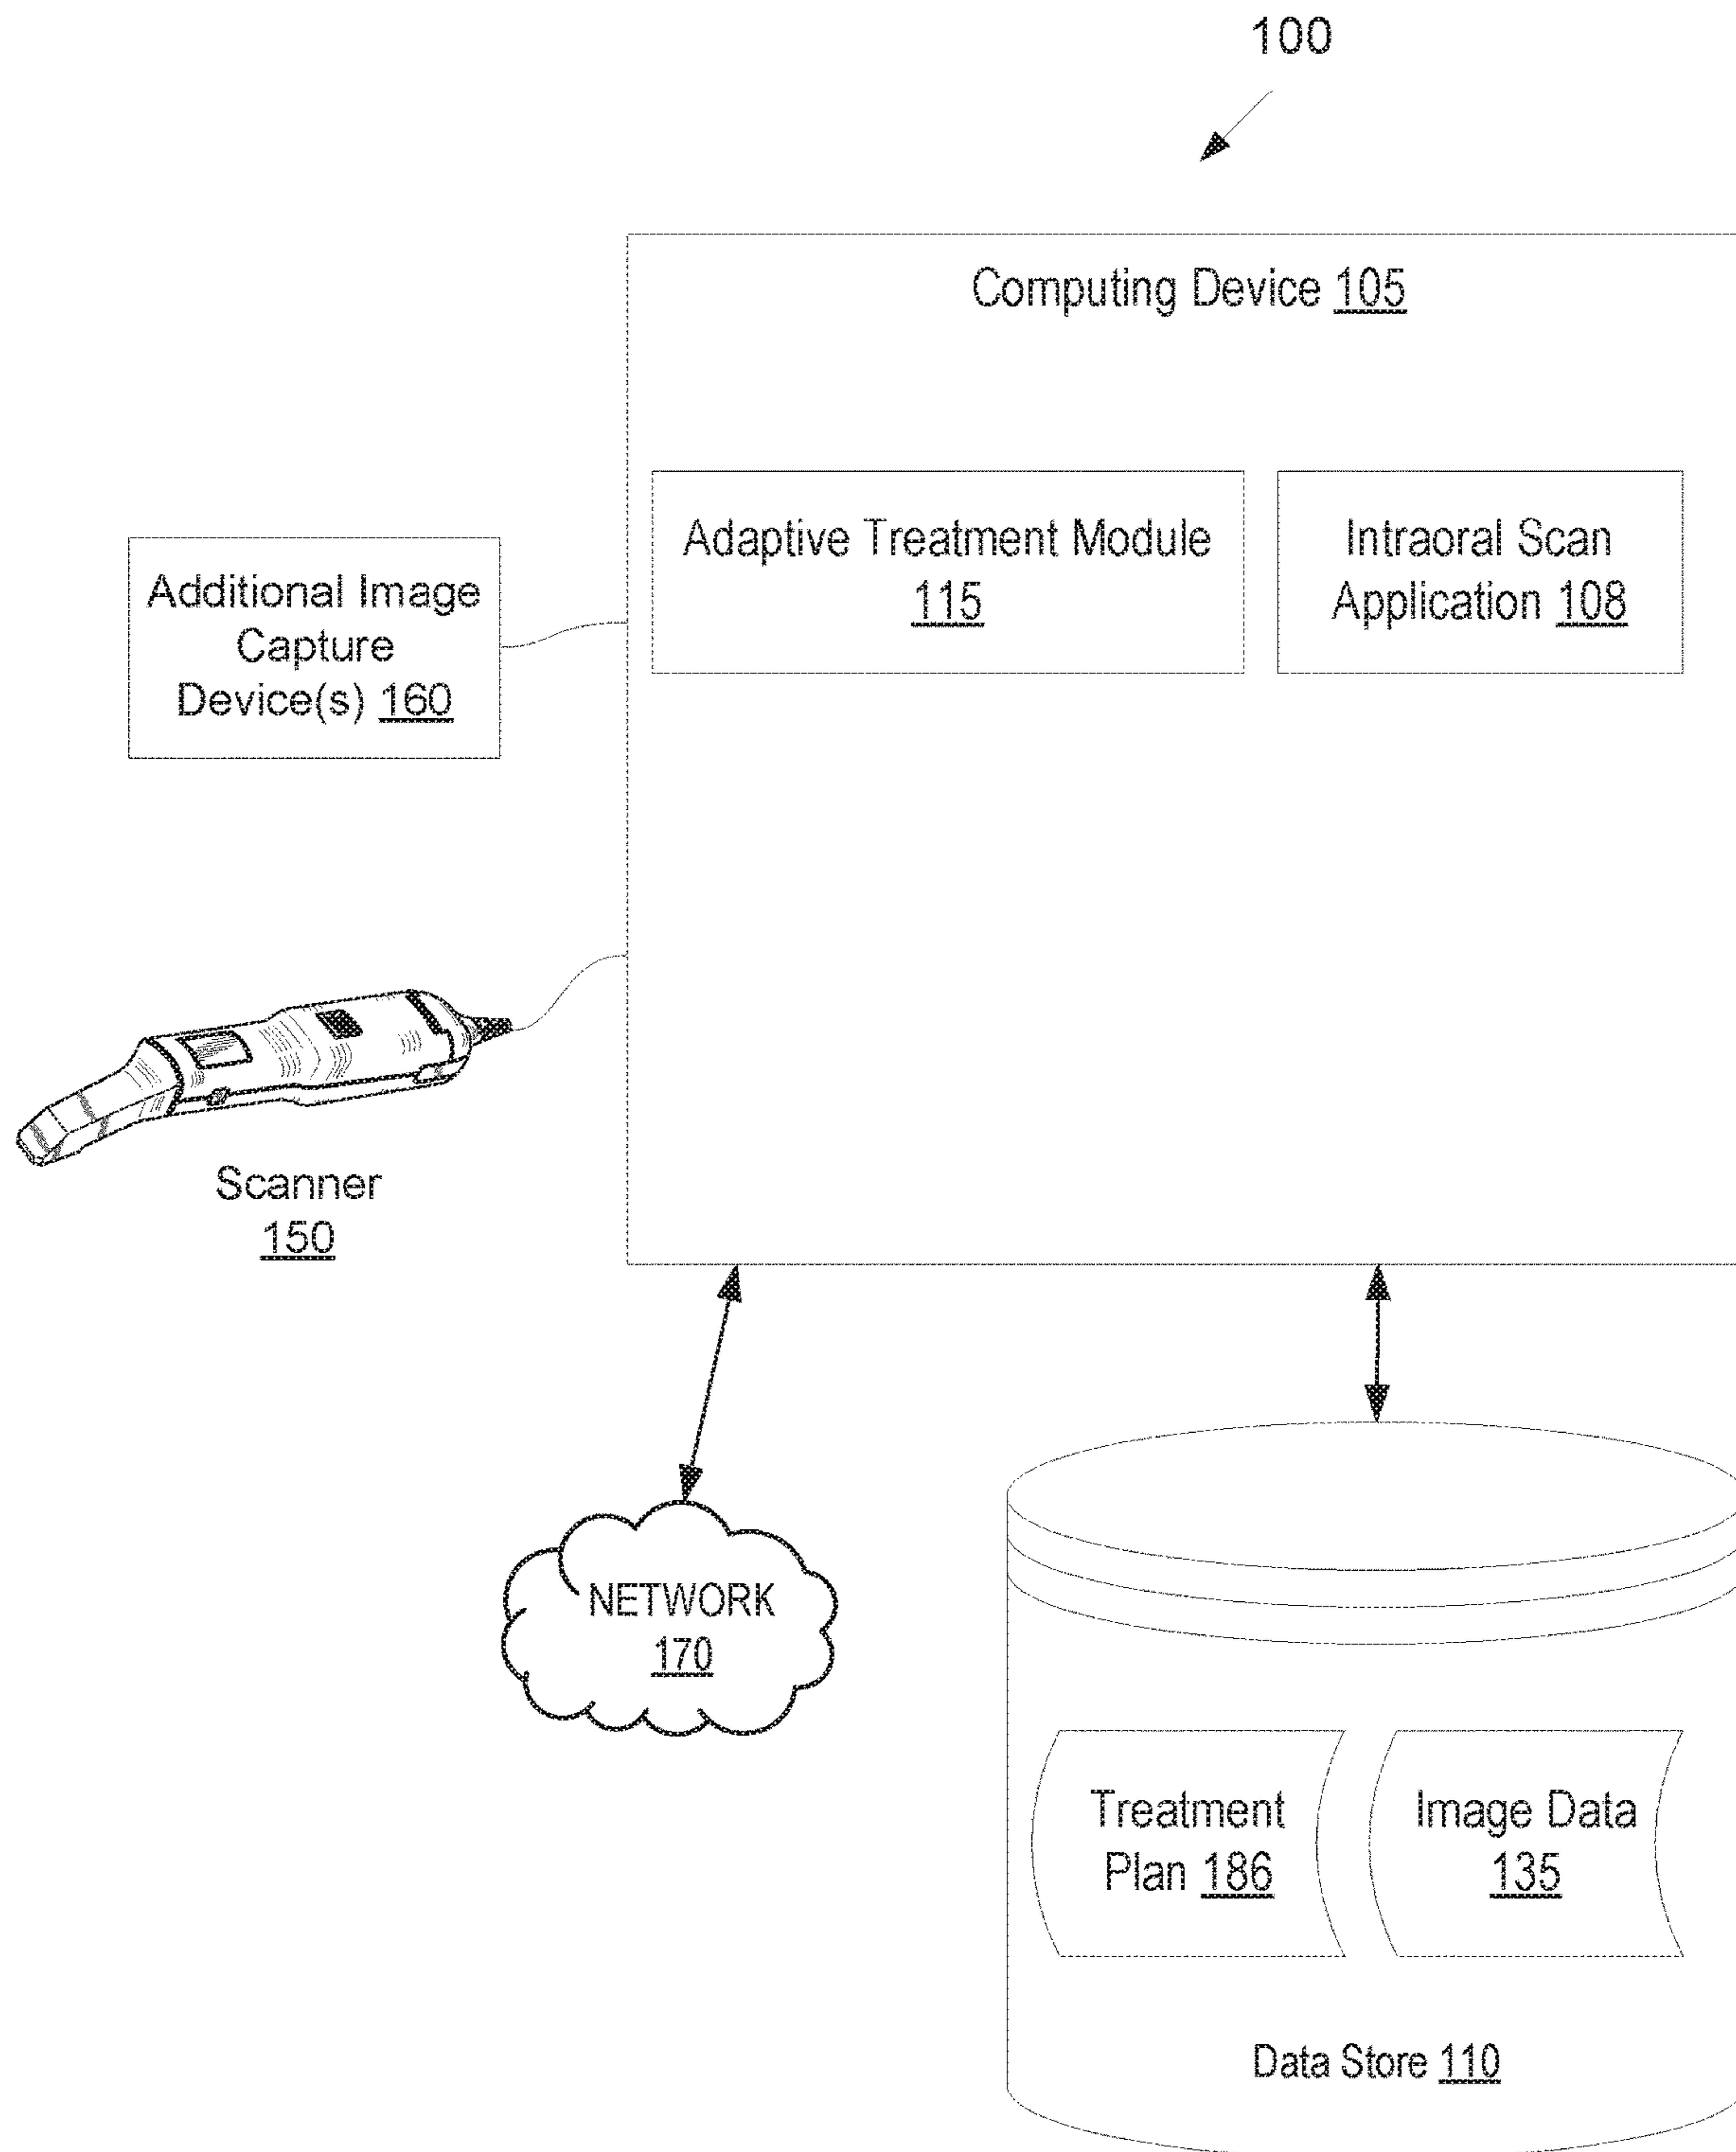 100
Computing Device 105
Adaptive Treatment Module
115
Intraoral Scan
Application 108
Additional Image
Capture
Device(s) 160
Scanner
150
NETWORK
170
Treatment
Plan 186
Image Data
135
Data Store 110